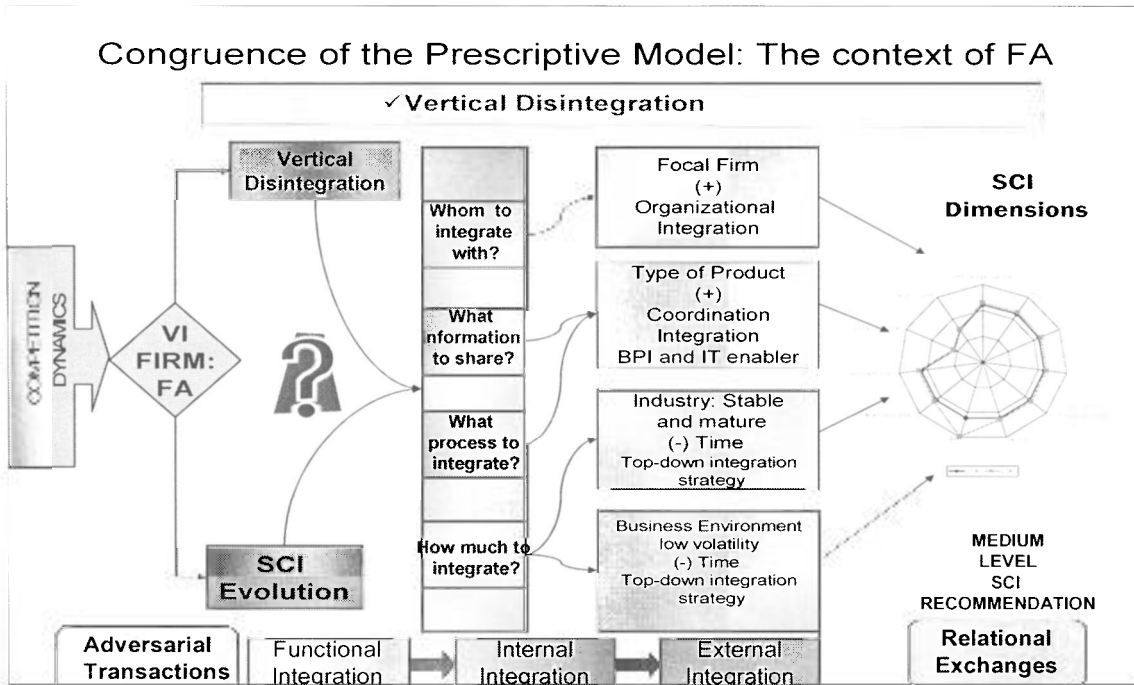 Congruence of the Prescriptive Model: The context of FA
✓Vertical Disintegration
Vertical
Disintegration
COMPETITION
DYNAMICS
VI
FIRM:
FA
?
SCI
Evolution
Whom to
integrate
with?
What
nformation
to share?
What
process to
integrate?
How much to
integrate?
Focal Firm
(+)
Organizational
Integration
Type of Product
(+)
Coordination
Integration
BPI and IT enabler
Industry: Stable
and mature
(-) Time
Top-down integration
strategy
Business Environment
low volatility
(-) Time
Top-down integration
strategy
SCI
Dimensions
MEDIUM
LEVEL
SCI
RECOMMENDATION
Adversarial
Transactions
Functional
Integration
Internal
Integration
External
Integration
Relational
Exchanges